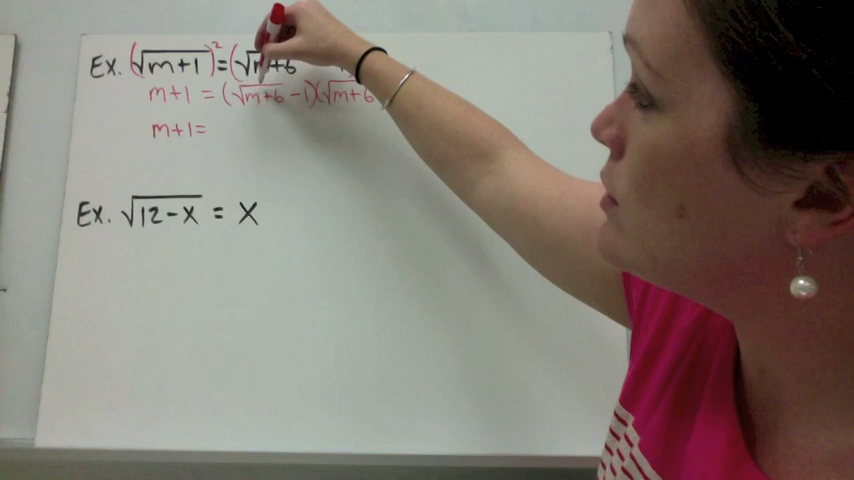 Ex. (√m+1)² = (√m+6
m+1 = (√m+6 -1)(√m+6
m+1=
Ex. √12-x = x